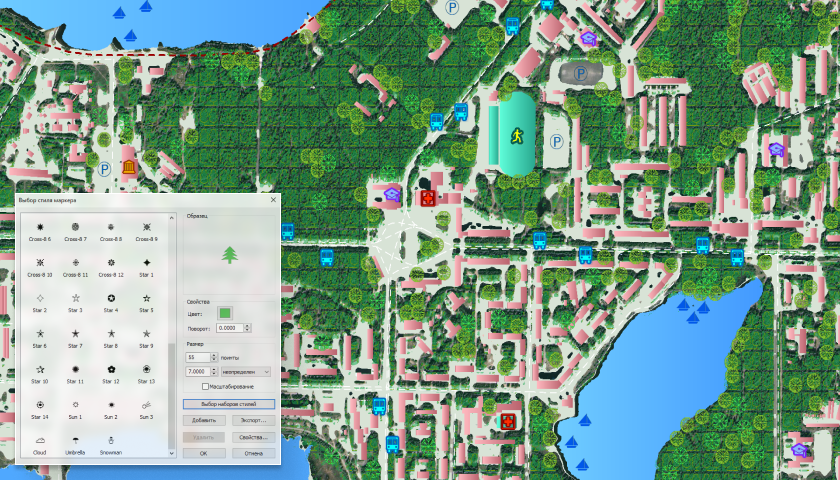 P
P
P
P
Выбор стиля маркера
Образец
Cross-8 6 Cross-8 7 Cross-8 8 Cross-8 9
Cross-8 10 Cross-8 11 Cross-8 12 Star 1
Star 2 Star 3 Star 4 Star 5
Star 6 Star 7 Star 8 Star 9
Star 10 Star 11 Star 12 Star 13
Star 14 Sun 1 Sun 2 Sun 3
Cloud Umbrella Snowman
Свойства
Цвет:
Поворот: 0.0000
Размер
55 поинты
7.0000 неопределен
Масштабирование
Выбор наборов стилей
Добавить Экспорт...
Удалить Свойства...
OK Отмена